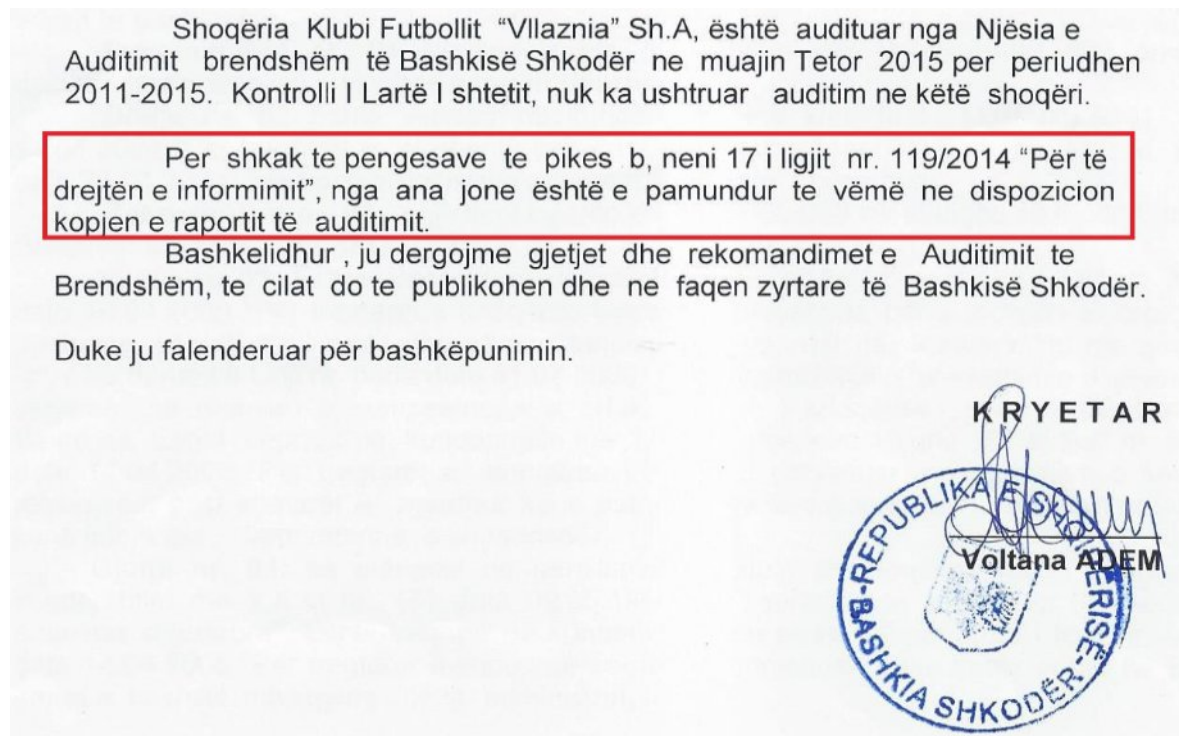 Shoqëria Klubi Futbollit “Vllaznia” Sh.A, është audituar nga Njësia e
Auditimit brendshëm të Bashkisë Shkodër ne muajin Tetor 2015 per periudhen
2011-2015. Kontrolli I Lartë I shtetit, nuk ka ushtruar auditim ne këtë shoqëri.
Per shkak te pengesave te pikes b, neni 17 i ligjit nr. 119/2014 “Për të
drejtën e informimit”, nga ana jone është e pamundur te vëmë ne dispozicion
kopjen e raportit të auditimit.
Bashkelidhur , ju dergojme gjetjet dhe rekomandimet e Auditimit te
Brendshëm, te cilat do te publikohen dhe ne faqen zyrtare të Bashkisë Shkodër.
Duke ju falenderuar për bashkëpunimin.
KRYETAR
Voltana ADEM
-REPUBLIKA E SHQIPËRISË-
BASHKIA SHKODËR